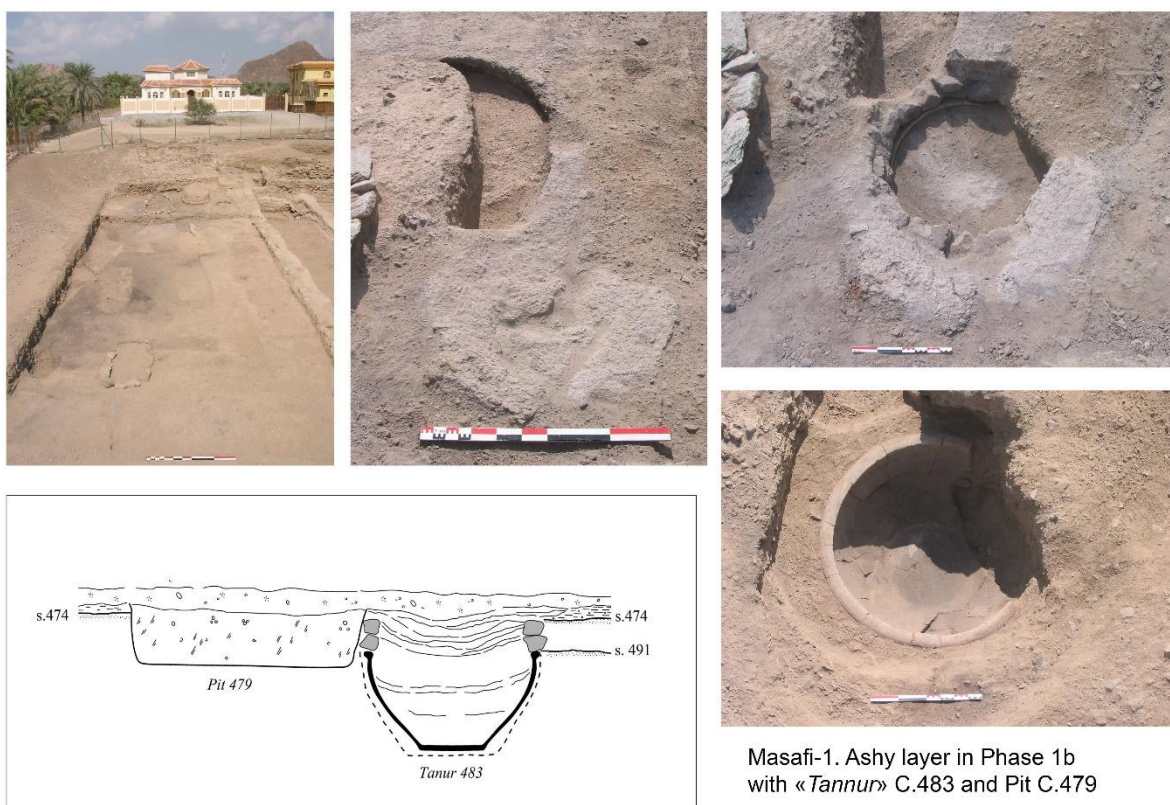 s.474
s.474
s. 491
Pit 479
Tanur 483
Masafi-1. Ashy layer in Phase 1b
with «Tannur» C.483 and Pit C.479